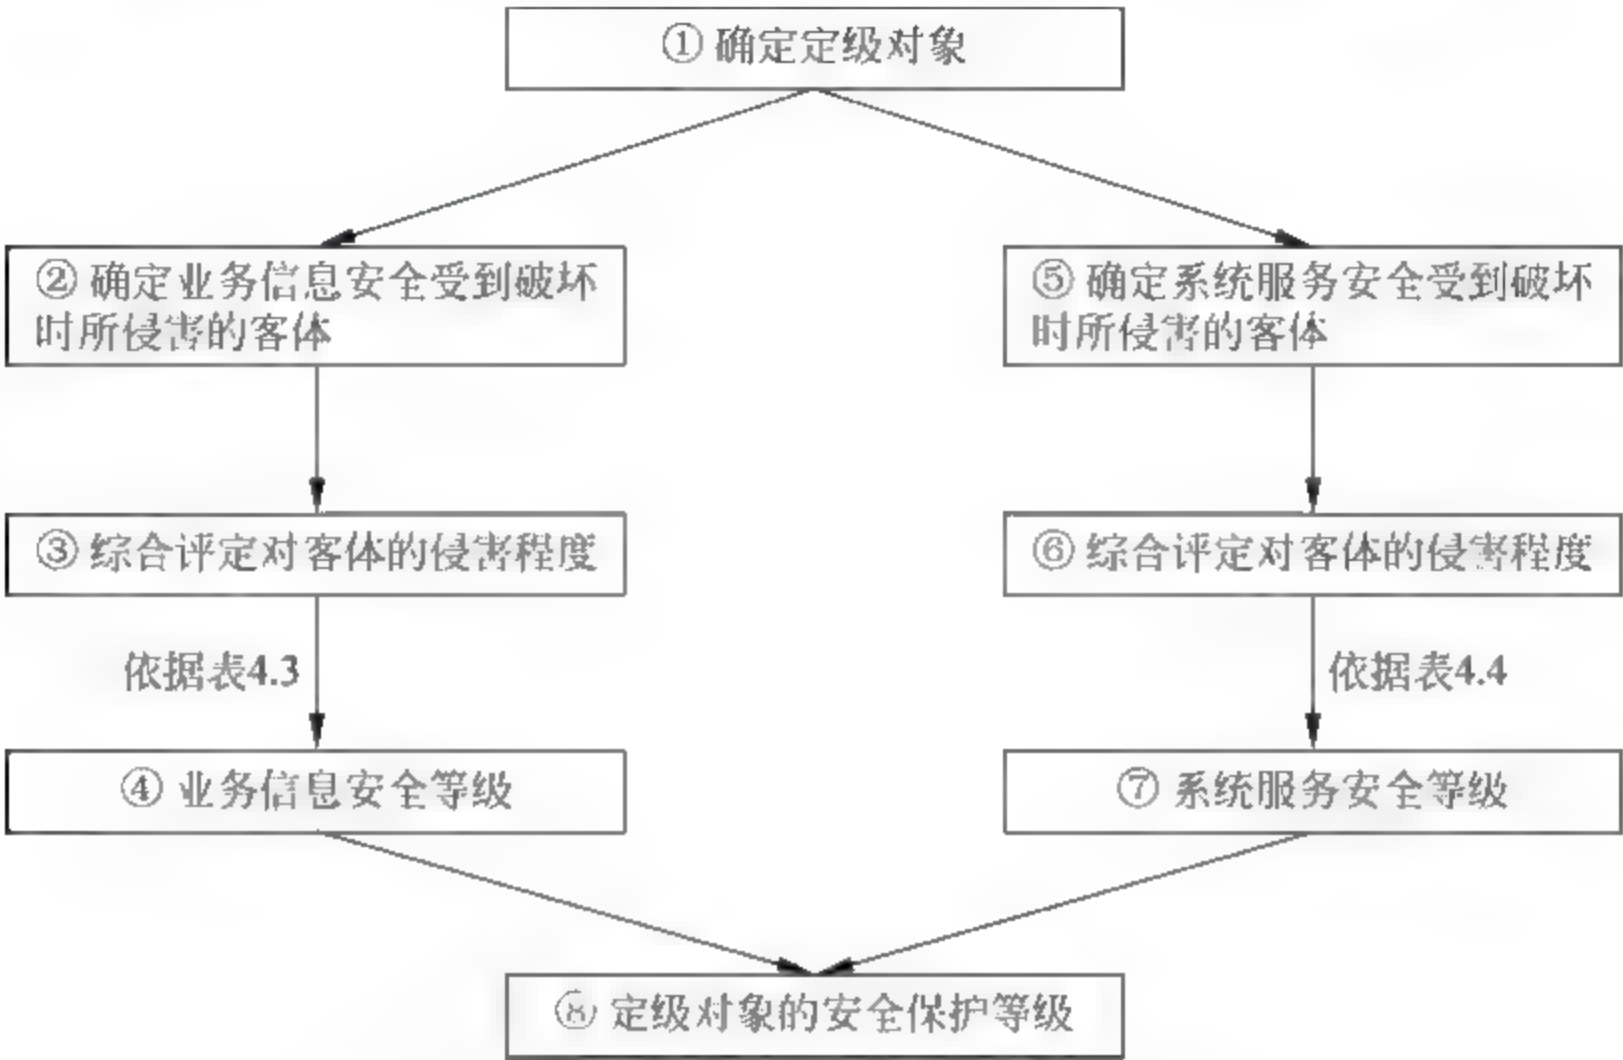 ① 确定定级对象
② 确定业务信息安全受到破坏
时所侵害的客体
⑤ 确定系统服务安全受到破坏
时所侵害的客体
③ 综合评定对客体的侵害程度
⑥ 综合评定对客体的侵害程度
依据表4.3
依据表4.4
④ 业务信息安全等级
⑦ 系统服务安全等级
⑧ 定级对象的安全保护等级